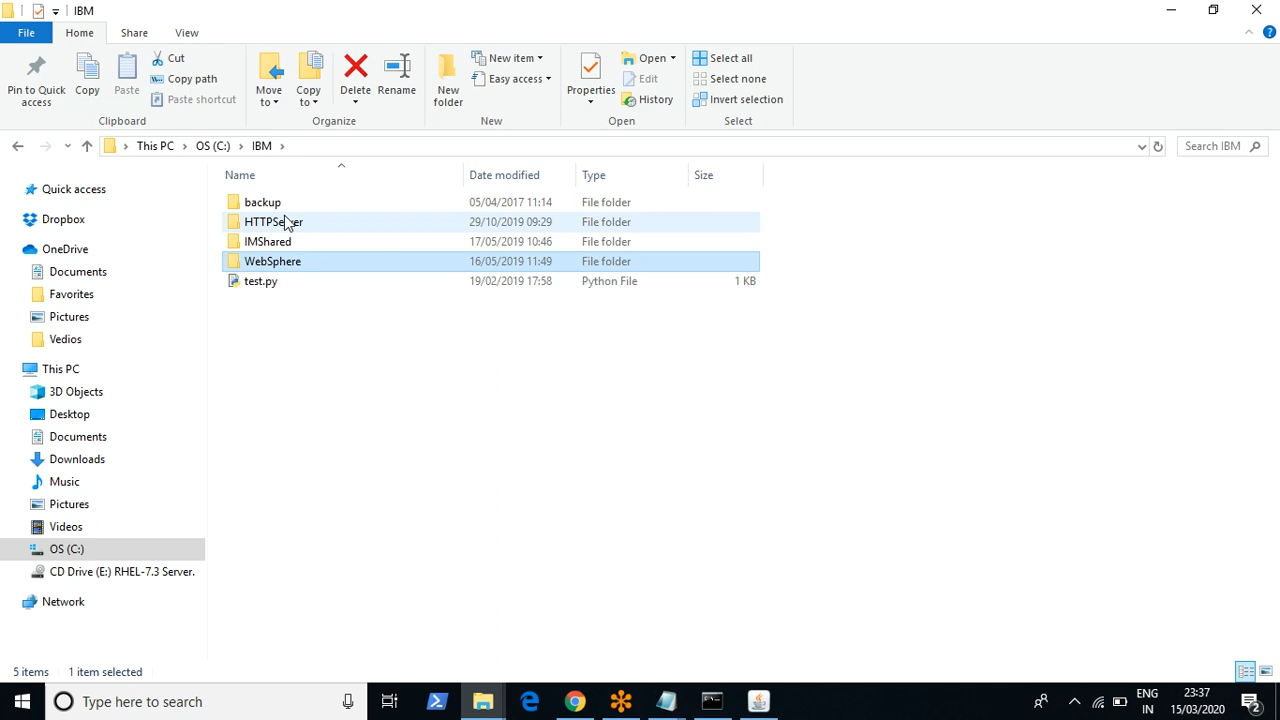 IBM
File Home Share View
Pin to Quick access
Copy
Paste
Cut
Copy path
Paste shortcut
Clipboard
Move to
Copy to
Delete
Rename
Organize
New folder
New item
Easy access
New
Properties
Open
Edit
History
Open
Select all
Select none
Invert selection
Select
This PC OS (C:) IBM
Search IBM
Name Date modified Type Size
backup 05/04/2017 11:14 File folder
HTTPServer 29/10/2019 09:29 File folder
IMShared 17/05/2019 10:46 File folder
WebSphere 16/05/2019 11:49 File folder
test.py 19/02/2019 17:58 Python File 1 KB
Quick access
Dropbox
OneDrive
Documents
Favorites
Pictures
Vedios
This PC
3D Objects
Desktop
Documents
Downloads
Music
Pictures
Videos
OS (C:)
CD Drive (E:) RHEL-7.3 Server.
Network
5 items 1 item selected
Type here to search
ENG
IN
23:37
15/03/2020
2